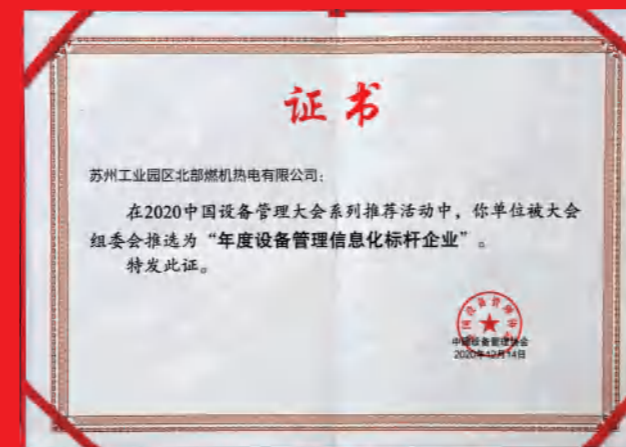 证书
苏州工业园区北部燃机热电有限公司：
在2020中国设备管理大会系列推荐活动中，你单位被大会
组委会推选为“年度设备管理信息化标杆企业”。
特发此证。
中国设备管理协会
2020年12月14日